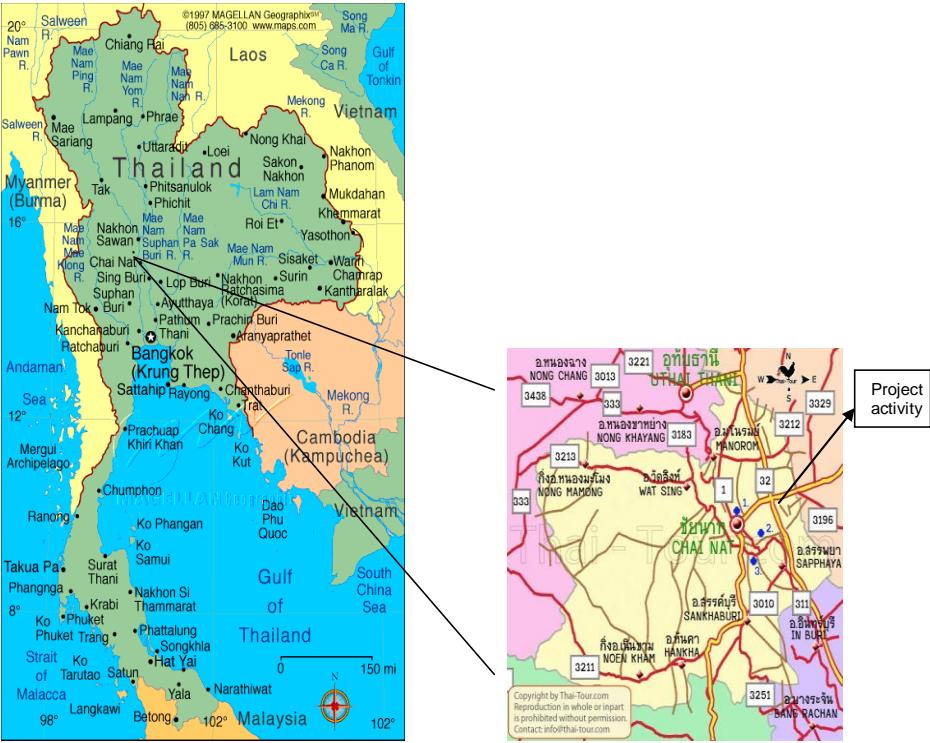 ©1997 MAGELLAN Geographix℠
(805) 685-3100 www.maps.com
20°
Salween
R.
Nam
Pawn
R.
Chiang Rai
Mae
Nam
Ping
R.
Mae
Nam
Yom
R.
Mae
Nam
Nan R.
Laos
Song
Ma R.
Song
Ca R.
Gulf
of
Tonkin
Mekong
R.
Vietnam
Salween
R.
Mae
Sariang
Lampang
Phrae
Uttaradit
Loei
Nong Khai
Sakon
Nakhon
Nakhon
Phanom
Thailand
Myanmer
(Burma)
Tak
Phitsanulok
Phichit
Lam Nam
Chi R.
Mukdahan
Khemmarat
16°
Roi Et
Yasothon
Mae
Nam
Mae
Klong
R.
Nakhon
Sawan
Mae
Nam
Suphan
Buri R.
Mae
Nam
Pa Sak
R.
Mae Nam
Mun R.
Chai Nat
Sisaket
Warin
Chamrap
Sing Buri
Lop Buri
Nakhon
Ratchasima
(Korat)
Surin
Kantharalak
Suphan
Buri
Nam Tok
Ayutthaya
Pathum
Thani
Prachin Buri
Kanchanaburi
Aranyaprathet
Ratchaburi
Bangkok
(Krung Thep)
Tonle
Sap R.
Andaman
Sea
Sattahip
Rayong
Chanthaburi
Trat
Mekong
R.
12°
Ko
Chang
Prachuap
Khiri Khan
Cambodia
(Kampuchea)
Ko
Kut
Mergui
Archipelago
Chumphon
MAGELLAN
Dao
Phu
Quoc
Vietnam
Ranong
Ko Phangan
Ko
Samui
Takua Pa
Surat
Thani
Phangnga
Gulf
of
Thailand
South
China
Sea
Nakhon Si
Thammarat
8°
Krabi
Ko
Phuket
Phuket
Trang
Phattalung
Songkhla
Hat Yai
Strait
of
Malacca
Ko
Tarutao
Satun
0
150 mi
N
Langkawi
Yala
Narathiwat
Betong
Malaysia
98°
102°
102°
อ.หนองฉาง
NONG CHANG
3221
อุทัยธานี
UTHAI THANI
N
W
Thai-Tour
E
S
3013
3438
333
3329
3212
อ.หนองขาหย่าง
NONG KHAYANG
3183
อ.มโนรมย์
MANOROM
3213
กิ่งอ.หนองมะโมง
NONG MAMONG
อ.วัดสิงห์
WAT SING
1
32
333
1.
ชัยนาท
CHAI NAT
2.
3196
Thai-Tour.com
3.
อ.สรรพยา
SAPPHAYA
อ.สรรค์บุรี
SANKHABURI
3010
311
อ.อินทร์บุรี
IN BURI
กิ่งอ.เนินขาม
NOEN KHAM
อ.หันคา
HANKHA
3211
3251
อ.บางระจัน
BANG RACHAN
Copyright by Thai-Tour.com
Reproduction in whole or inpart
is prohibited without permission.
Contact: info@thai-tour.com
Project
activity